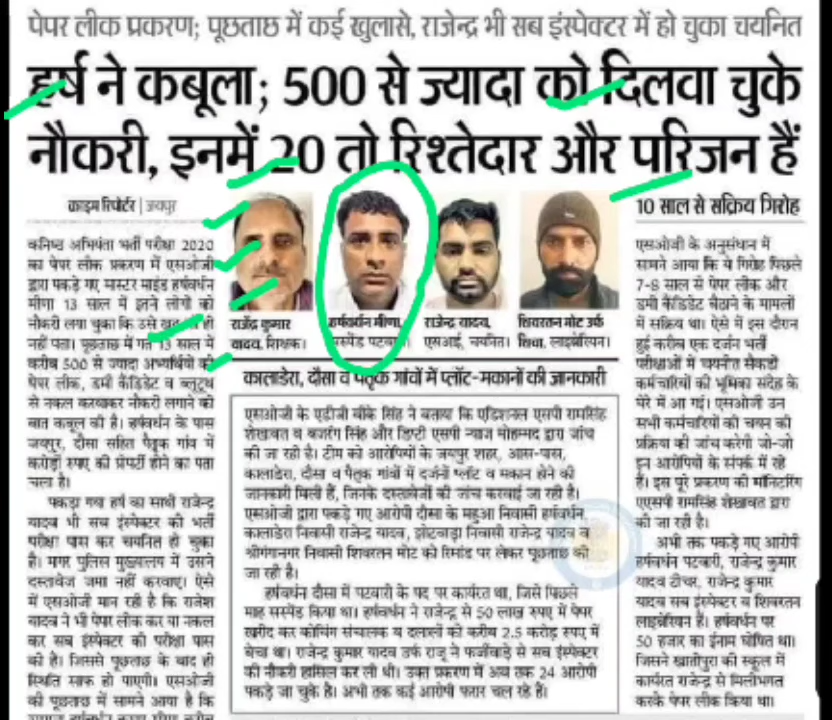 पेपर लीक प्रकरण; पूछताछ में कई खुलासे, राजेन्द्र भी सब इंस्पेक्टर में हो चुका चयनित
हर्ष ने कबूला; 500 से ज्यादा को दिलवा चुके
नौकरी, इनमें 20 तो रिश्तेदार और परिजन हैं
क्राइम रिपोर्टर | जयपुर
कनिष्ठ अभियंता भर्ती परीक्षा 2020
का पेपर लीक प्रकरण में एसओजी
द्वारा पकड़े गए मास्टर माइंड हर्षवर्धन
मीणा 13 साल में इतने लोगों को
नौकरी लगा चुका कि उसे खुद को ही
नहीं पता। पूछताछ में गत 13 साल में
करीब 500 से ज्यादा अभ्यर्थियों को
पेपर लीक, डमी कैंडिडेट व ब्लूटूथ
से नकल करवाकर नौकरी लगाने की
बात कबूल की है। हर्षवर्धन के पास
जयपुर, दौसा सहित पैतृक गांव में
करोड़ों रुपए की प्रोपर्टी होने का पता
चला है।
पकड़ा गया हर्ष का साथी राजेन्द्र
यादव भी सब इंस्पेक्टर की भर्ती
परीक्षा पास कर चयनित हो चुका
है। मगर पुलिस मुख्यालय में उसने
दस्तावेज जमा नहीं करवाए। ऐसे
में एसओजी मान रही है कि राजेश
यादव ने भी पेपर लीक कर या नकल
कर सब इंस्पेक्टर की परीक्षा पास
की है। जिससे पूछताछ के बाद ही
स्थिति साफ हो पाएगी। एसओजी
की पूछताछ में सामने आया है कि
राजेंद्र कुमार
यादव, शिक्षक।
हर्षवर्धन मीणा,
सस्पेंड पटवारी।
राजेन्द्र यादव,
एसआई, चयनित।
शिवरतन मोट उर्फ
शिवा, लाइब्रेरियन।
कालाडेरा, दौसा व पैतृक गांवों में प्लॉट-मकानों की जानकारी
एसओजी के एडीजी वीके सिंह ने बताया कि एडिशनल एसपी रामसिंह
शेखावत व बजरंग सिंह और डिप्टी एसपी न्याज मोहम्मद द्वारा जांच
की जा रही है। टीम को आरोपियों के जयपुर शहर, आस-पास,
कालाडेरा, दौसा व पैतृक गांवों में दर्जनों प्लॉट व मकान होने की
जानकारी मिली हैं, जिनके दस्तावेजों की जांच करवाई जा रही है।
एसओजी द्वारा पकड़े गए आरोपी दौसा के महुआ निवासी हर्षवर्धन,
कालाडेरा निवासी राजेन्द्र यादव, झोटवाड़ा निवासी राजेन्द्र यादव व
श्रीगंगानगर निवासी शिवरतन मोट को रिमांड पर लेकर पूछताछ की
जा रही है।
हर्षवर्धन दौसा में पटवारी के पद पर कार्यरत था, जिसे पिछले
माह सस्पेंड किया था। हर्षवर्धन ने राजेन्द्र से 50 लाख रुपए में पेपर
खरीद कर कोचिंग संचालक व दलालों को करीब 2.5 करोड़ रुपए में
बेचा था। राजेन्द्र कुमार यादव उर्फ राजू ने फर्जीवाड़े से सब इंस्पेक्टर
की नौकरी हासिल कर ली थी। उक्त प्रकरण में अब तक 24 आरोपी
पकड़े जा चुके है। अभी तक कई आरोपी फरार चल रहे हैं।
10 साल से सक्रिय गिरोह
एसओजी के अनुसंधान में
सामने आया कि ये गिरोह पिछले
7-8 साल से पेपर लीक और
डमी कैंडिडेट बैठाने के मामलों
में सक्रिय था। ऐसे में इस दौरान
हुई करीब एक दर्जन भर्ती
परीक्षाओं में चयनीत सैकड़ों
कर्मचारियों की भूमिका संदेह के
घेरे में आ गई। एसओजी उन
सभी कर्मचारियों की चयन की
प्रक्रिया की जांच करेगी जो-जो
इन आरोपियों के संपर्क में रहे
हैं। इस पूरे प्रकरण की मॉनिटरिंग
एएसपी रामसिंह शेखावत द्वारा
की जा रही है।
अभी तक पकड़े गए आरोपी
हर्षवर्धन पटवारी, राजेन्द्र कुमार
यादव टीचर, राजेन्द्र कुमार
यादव सब इंस्पेक्टर व शिवरतन
लाइब्रेरियन हैं। हर्षवर्धन पर
50 हजार का ईनाम घोषित था।
जिसने खातीपुरा की स्कूल में
कार्यरत राजेन्द्र से मिलीभगत
करके पेपर लीक किया था।